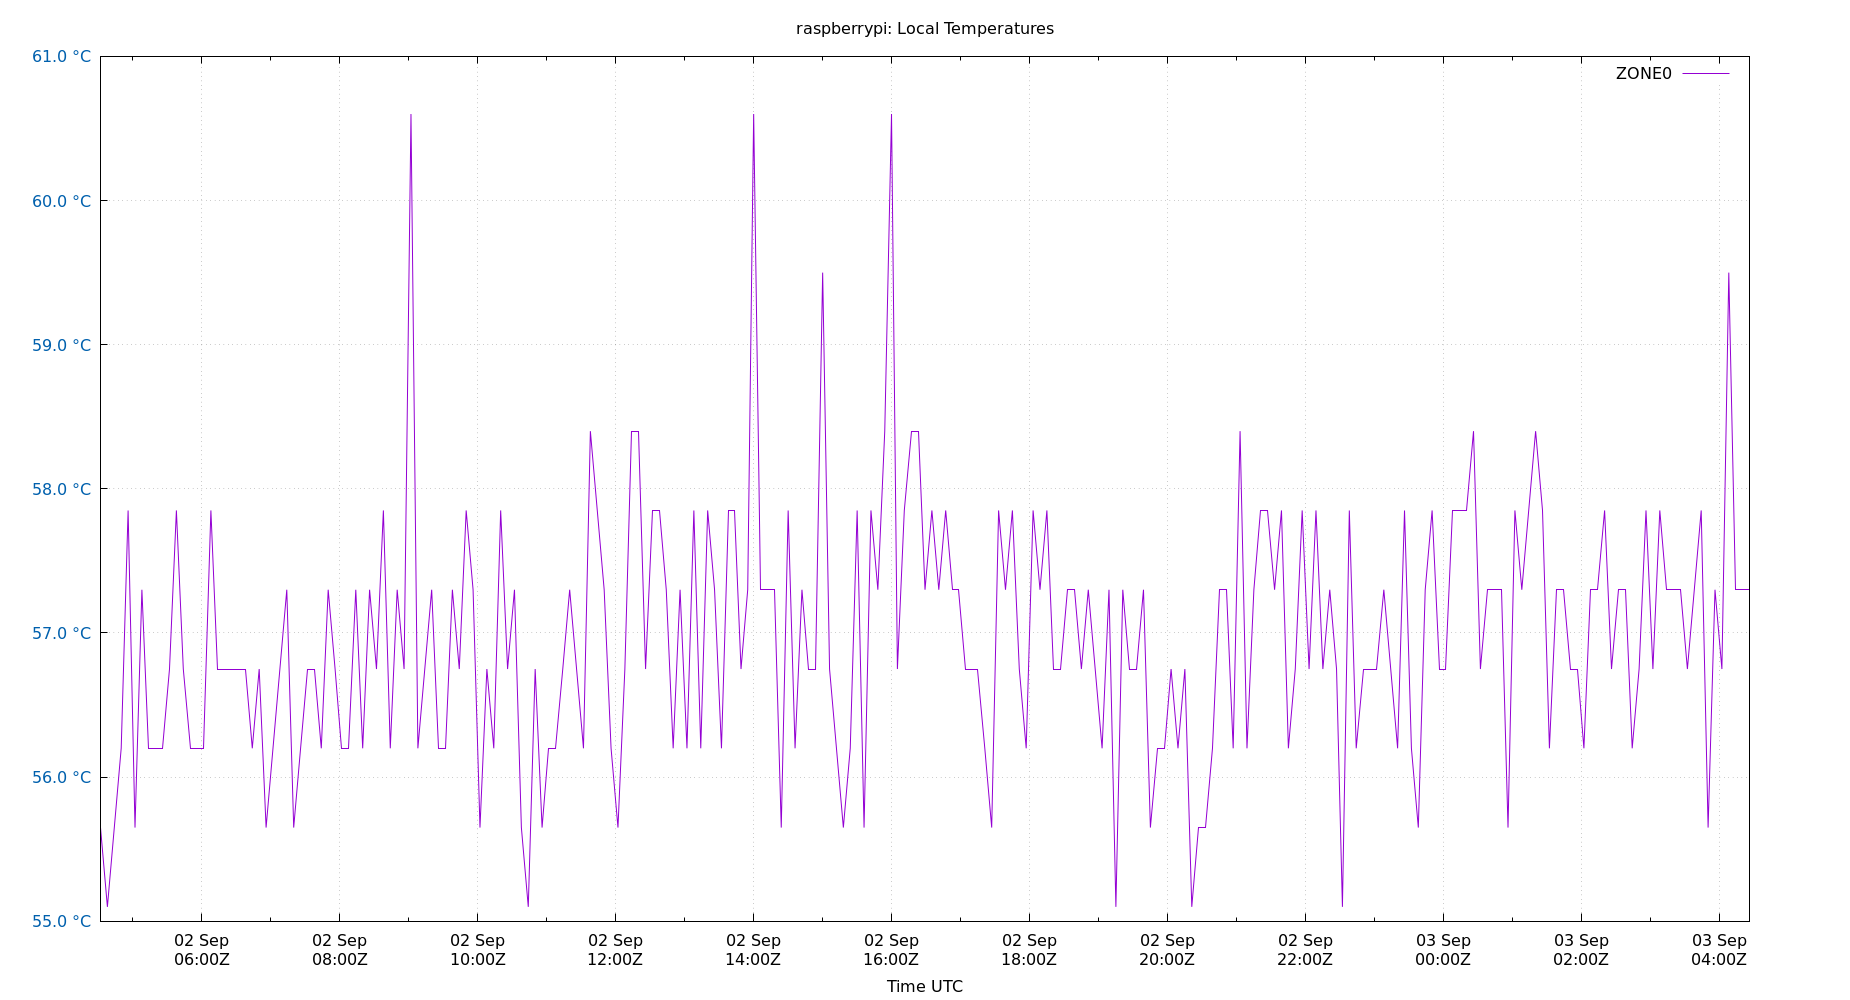 raspberrypi: Local Temperatures
61.0 °C
ZONE0
60.0 °C
59.0 °C
58.0 °C
57.0 °C
56.0 °C
55.0 °C
02 Sep 02 Sep 02 Sep 02 Sep 02 Sep 02 Sep 02 Sep 02 Sep 02 Sep 03 Sep 03 Sep 03 Sep
06:00Z 08:00Z 10:00Z 12:00Z 14:00Z 16:00Z 18:00Z 20:00Z 22:00Z 00:00Z 02:00Z 04:00Z
Time UTC